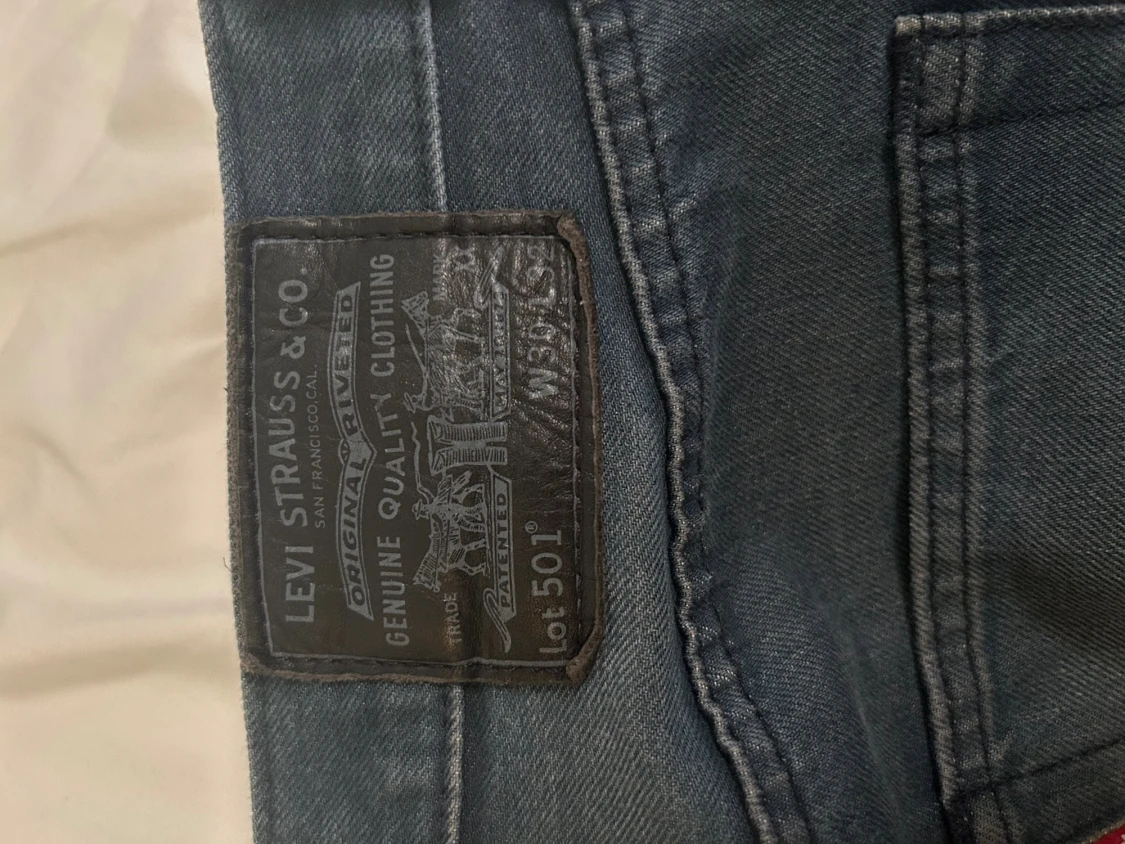 LEVI STRAUSS & CO.
SAN FRANCISCO, CAL.
ORIGINAL RIVETED
GENUINE QUALITY CLOTHING
TRADE MARK
PATENTED MAY 1873
Lot 501® W30 L32